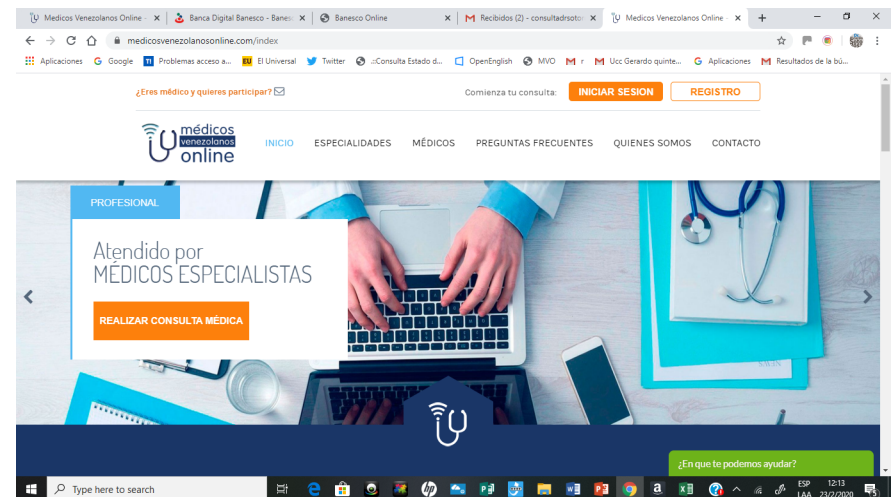 Medicos Venezolanos Online -
Banca Digital Banesco - Banes
Banesco Online
Recibidos (2) - consultadrsoto
Medicos Venezolanos Online
medicosvenezolanosonline.com/index
Aplicaciones
Google
Problemas acceso a...
EU El Universal
Twitter
.::Consulta Estado d...
OpenEnglish
MVO
r
Ucc Gerardo quinte...
Aplicaciones
Resultados de la bú...
¿Eres médico y quieres participar?
Comienza tu consulta:
INICIAR SESION
REGISTRO
médicos
venezolanos
online
INICIO
ESPECIALIDADES
MÉDICOS
PREGUNTAS FRECUENTES
QUIENES SOMOS
CONTACTO
PROFESIONAL
Atendido por
MÉDICOS ESPECIALISTAS
REALIZAR CONSULTA MÉDICA
¿En que te podemos ayudar?
Type here to search
ESP
LAA
12:13
23/2/2020